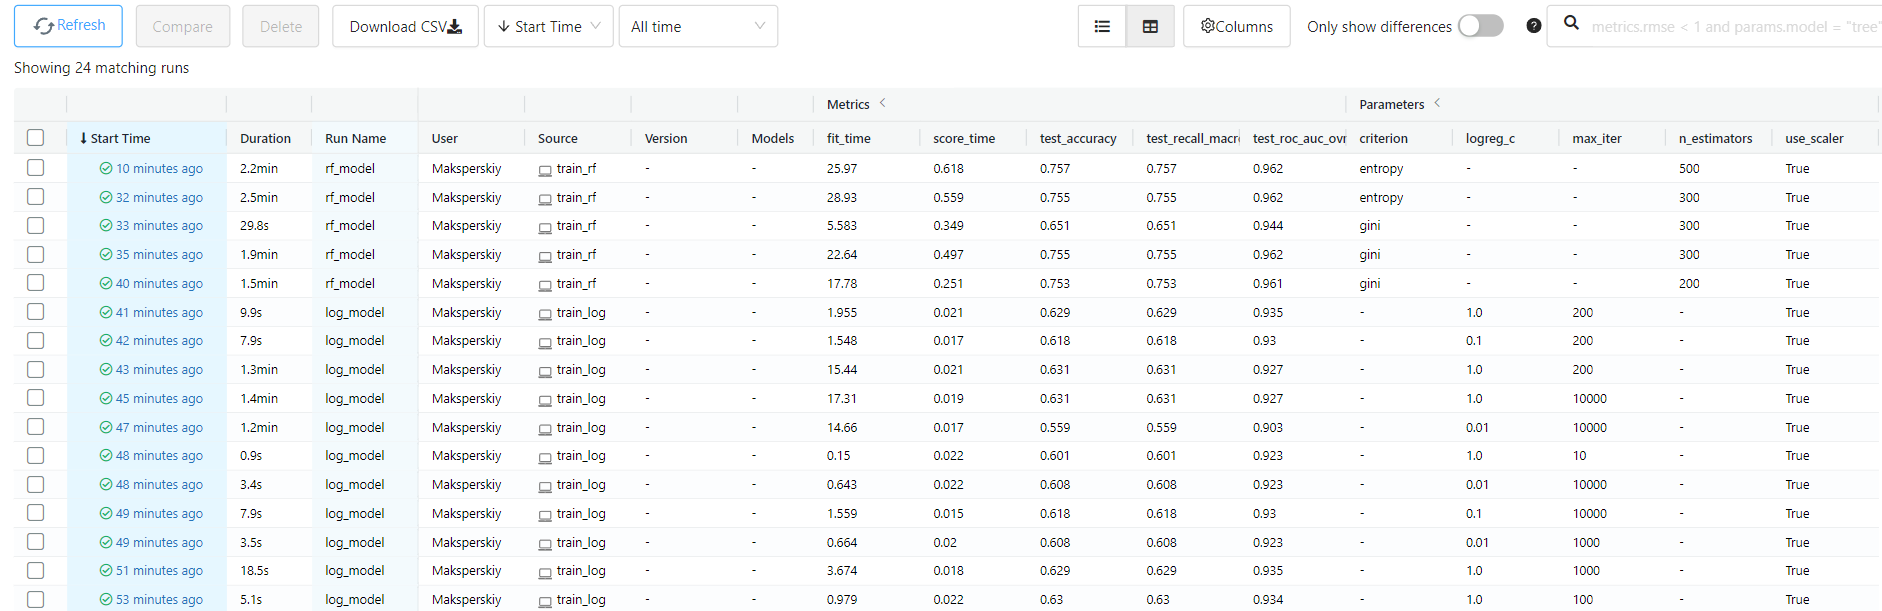 Refresh Compare Delete Download CSV Start Time All time Columns Only show differences metrics.rmse < 1 and params.model = "tree"
Showing 24 matching runs
Metrics Parameters
Start Time Duration Run Name User Source Version Models fit_time score_time test_accuracy test_recall_macr test_roc_auc_ovr criterion logreg_c max_iter n_estimators use_scaler
10 minutes ago 2.2min rf_model Maksperskiy train_rf - - 25.97 0.618 0.757 0.757 0.962 entropy - - 500 True
32 minutes ago 2.5min rf_model Maksperskiy train_rf - - 28.93 0.559 0.755 0.755 0.962 entropy - - 300 True
33 minutes ago 29.8s rf_model Maksperskiy train_rf - - 5.583 0.349 0.651 0.651 0.944 gini - - 300 True
35 minutes ago 1.9min rf_model Maksperskiy train_rf - - 22.64 0.497 0.755 0.755 0.962 gini - - 300 True
40 minutes ago 1.5min rf_model Maksperskiy train_rf - - 17.78 0.251 0.753 0.753 0.961 gini - - 200 True
41 minutes ago 9.9s log_model Maksperskiy train_log - - 1.955 0.021 0.629 0.629 0.935 - 1.0 200 - True
42 minutes ago 7.9s log_model Maksperskiy train_log - - 1.548 0.017 0.618 0.618 0.93 - 0.1 200 - True
43 minutes ago 1.3min log_model Maksperskiy train_log - - 15.44 0.021 0.631 0.631 0.927 - 1.0 200 - True
45 minutes ago 1.4min log_model Maksperskiy train_log - - 17.31 0.019 0.631 0.631 0.927 - 1.0 10000 - True
47 minutes ago 1.2min log_model Maksperskiy train_log - - 14.66 0.017 0.559 0.559 0.903 - 0.01 10000 - True
48 minutes ago 0.9s log_model Maksperskiy train_log - - 0.15 0.022 0.601 0.601 0.923 - 1.0 10 - True
48 minutes ago 3.4s log_model Maksperskiy train_log - - 0.643 0.022 0.608 0.608 0.923 - 0.01 10000 - True
49 minutes ago 7.9s log_model Maksperskiy train_log - - 1.559 0.015 0.618 0.618 0.93 - 0.1 10000 - True
49 minutes ago 3.5s log_model Maksperskiy train_log - - 0.664 0.02 0.608 0.608 0.923 - 0.01 1000 - True
51 minutes ago 18.5s log_model Maksperskiy train_log - - 3.674 0.018 0.629 0.629 0.935 - 1.0 1000 - True
53 minutes ago 5.1s log_model Maksperskiy train_log - - 0.979 0.022 0.63 0.63 0.934 - 1.0 100 - True